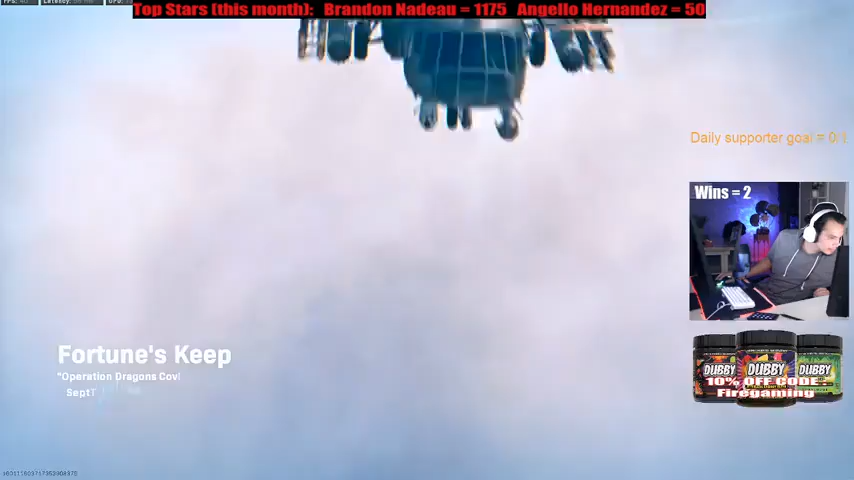 Top Stars (this month): Brandon Nadeau = 1175 Angello Hernandez = 50
Daily supporter goal = 0/1
Wins = 2
Fortune's Keep
"Operation Dragons Cov
Sept
DUBBY DUBBY DUBBY
10% OFF CODE -
Firegaming